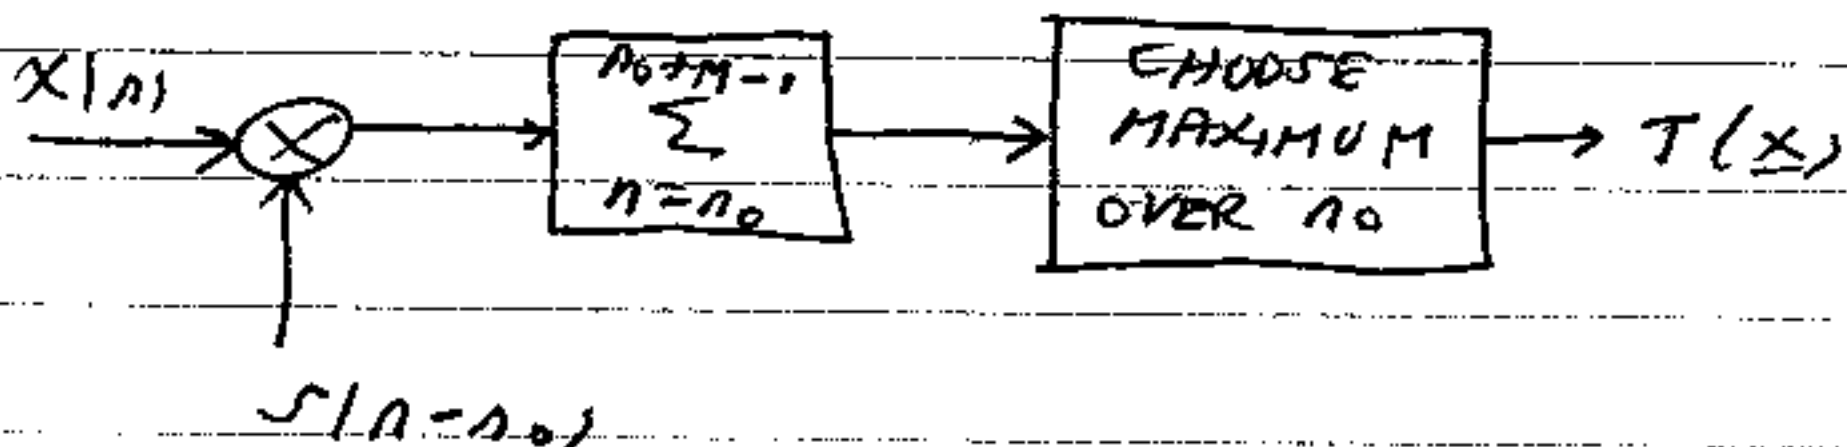 x(n)
n0+M-1
Σ
n=n0
CHOOSE
MAXIMUM
OVER n0
T(x)
s(n-n0)